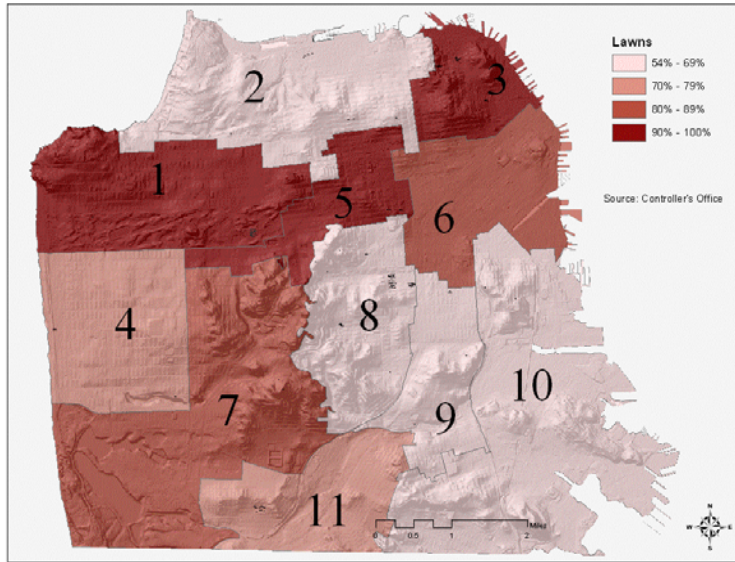 Lawns
54% - 69%
70% - 79%
80% - 89%
90% - 100%
Source: Controller's Office
2
3
1
5
6
4
8
7
10
9
11
0 0.5 1 2
Miles
N
W E
S